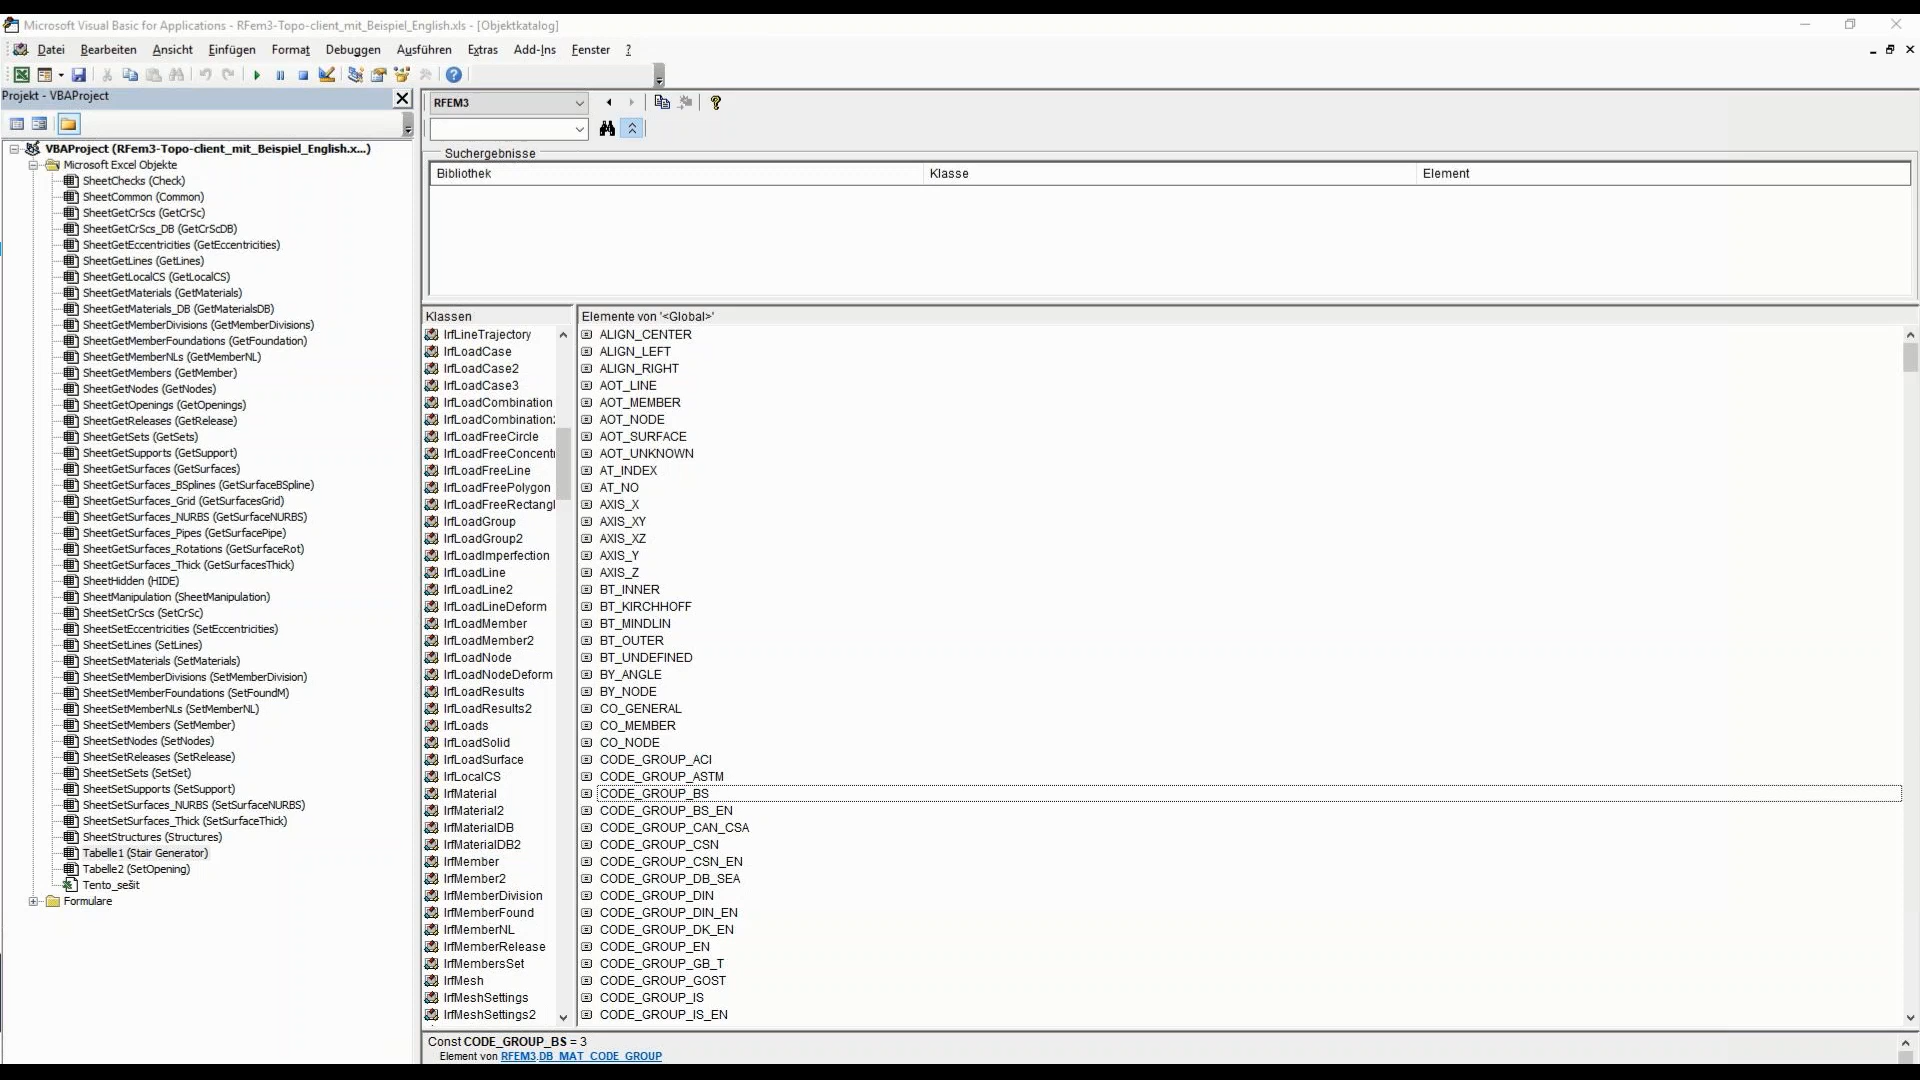 Microsoft Visual Basic for Applications - RFem3-Topo-client_mit_Beispiel_English.xls - [Objektkatalog]
Datei Bearbeiten Ansicht Einfügen Format Debuggen Ausführen Extras Add-Ins Fenster ?
Projekt - VBAProject
VBAProject (RFem3-Topo-client_mit_Beispiel_English.x...)
Microsoft Excel Objekte
SheetChecks (Check)
SheetCommon (Common)
SheetGetCrScs (GetCrSc)
SheetGetCrScs_DB (GetCrScDB)
SheetGetEccentricities (GetEccentricities)
SheetGetLines (GetLines)
SheetGetLocalCS (GetLocalCS)
SheetGetMaterials (GetMaterials)
SheetGetMaterials_DB (GetMaterialsDB)
SheetGetMemberDivisions (GetMemberDivisions)
SheetGetMemberFoundations (GetFoundation)
SheetGetMemberNLs (GetMemberNL)
SheetGetMembers (GetMember)
SheetGetNodes (GetNodes)
SheetGetOpenings (GetOpenings)
SheetGetReleases (GetRelease)
SheetGetSets (GetSets)
SheetGetSupports (GetSupport)
SheetGetSurfaces (GetSurfaces)
SheetGetSurfaces_BSplines (GetSurfaceBSpline)
SheetGetSurfaces_Grid (GetSurfacesGrid)
SheetGetSurfaces_NURBS (GetSurfaceNURBS)
SheetGetSurfaces_Pipes (GetSurfacePipe)
SheetGetSurfaces_Rotations (GetSurfaceRot)
SheetGetSurfaces_Thick (GetSurfacesThick)
SheetHidden (HIDE)
SheetManipulation (SheetManipulation)
SheetSetCrScs (SetCrSc)
SheetSetEccentricities (SetEccentricities)
SheetSetLines (SetLines)
SheetSetMaterials (SetMaterials)
SheetSetMemberDivisions (SetMemberDivision)
SheetSetMemberFoundations (SetFoundM)
SheetSetMemberNLs (SetMemberNL)
SheetSetMembers (SetMember)
SheetSetNodes (SetNodes)
SheetSetReleases (SetRelease)
SheetSetSets (SetSet)
SheetSetSupports (SetSupport)
SheetSetSurfaces_NURBS (SetSurfaceNURBS)
SheetSetSurfaces_Thick (SetSurfaceThick)
SheetStructures (Structures)
Tabelle1 (Stair Generator)
Tabelle2 (SetOpening)
Tento_sešit
Formulare
RFEM3
Suchergebnisse
Bibliothek Klasse Element
Klassen
IrfLineTrajectory
IrfLoadCase
IrfLoadCase2
IrfLoadCase3
IrfLoadCombination
IrfLoadCombination2
IrfLoadFreeCircle
IrfLoadFreeConcentr
IrfLoadFreeLine
IrfLoadFreePolygon
IrfLoadFreeRectangl
IrfLoadGroup
IrfLoadGroup2
IrfLoadImperfection
IrfLoadLine
IrfLoadLine2
IrfLoadLineDeform
IrfLoadMember
IrfLoadMember2
IrfLoadNode
IrfLoadNodeDeform
IrfLoadResults
IrfLoadResults2
IrfLoads
IrfLoadSolid
IrfLoadSurface
IrfLocalCS
IrfMaterial
IrfMaterial2
IrfMaterialDB
IrfMaterialDB2
IrfMember
IrfMember2
IrfMemberDivision
IrfMemberFound
IrfMemberNL
IrfMemberRelease
IrfMembersSet
IrfMesh
IrfMeshSettings
IrfMeshSettings2
Elemente von '<Global>'
ALIGN_CENTER
ALIGN_LEFT
ALIGN_RIGHT
AOT_LINE
AOT_MEMBER
AOT_NODE
AOT_SURFACE
AOT_UNKNOWN
AT_INDEX
AT_NO
AXIS_X
AXIS_XY
AXIS_XZ
AXIS_Y
AXIS_Z
BT_INNER
BT_KIRCHHOFF
BT_MINDLIN
BT_OUTER
BT_UNDEFINED
BY_ANGLE
BY_NODE
CO_GENERAL
CO_MEMBER
CO_NODE
CODE_GROUP_ACI
CODE_GROUP_ASTM
CODE_GROUP_BS
CODE_GROUP_BS_EN
CODE_GROUP_CAN_CSA
CODE_GROUP_CSN
CODE_GROUP_CSN_EN
CODE_GROUP_DB_SEA
CODE_GROUP_DIN
CODE_GROUP_DIN_EN
CODE_GROUP_DK_EN
CODE_GROUP_EN
CODE_GROUP_GB_T
CODE_GROUP_GOST
CODE_GROUP_IS
CODE_GROUP_IS_EN
Const CODE_GROUP_BS = 3
Element von RFEM3.DB_MAT_CODE_GROUP